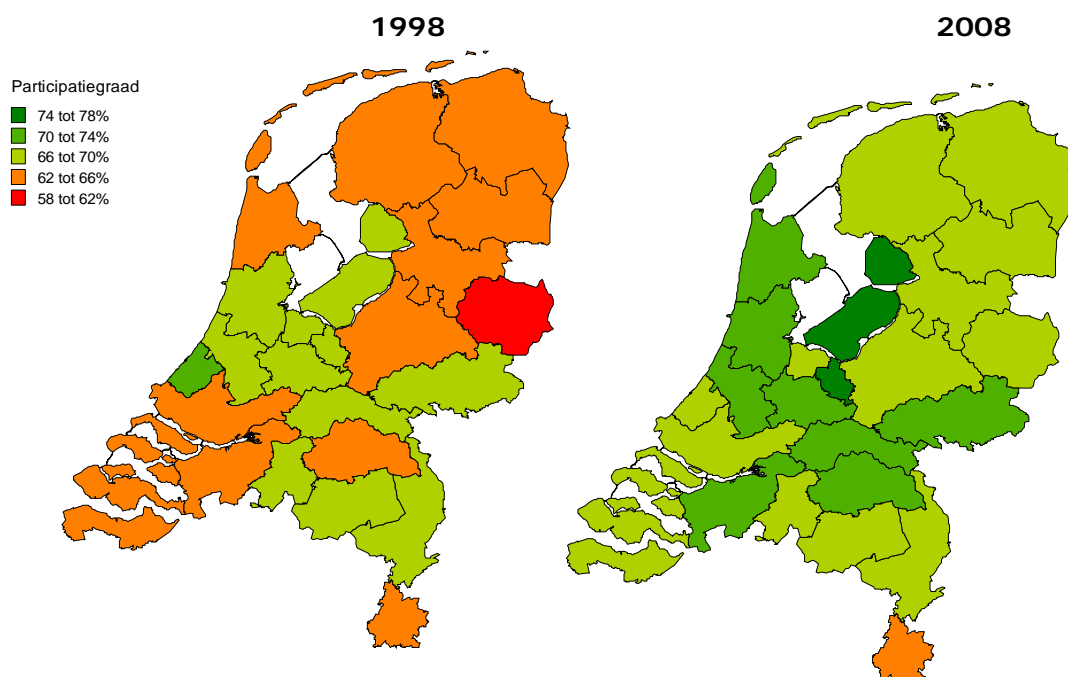 1998
2008
Participatiegraad
74 tot 78%
70 tot 74%
66 tot 70%
62 tot 66%
58 tot 62%